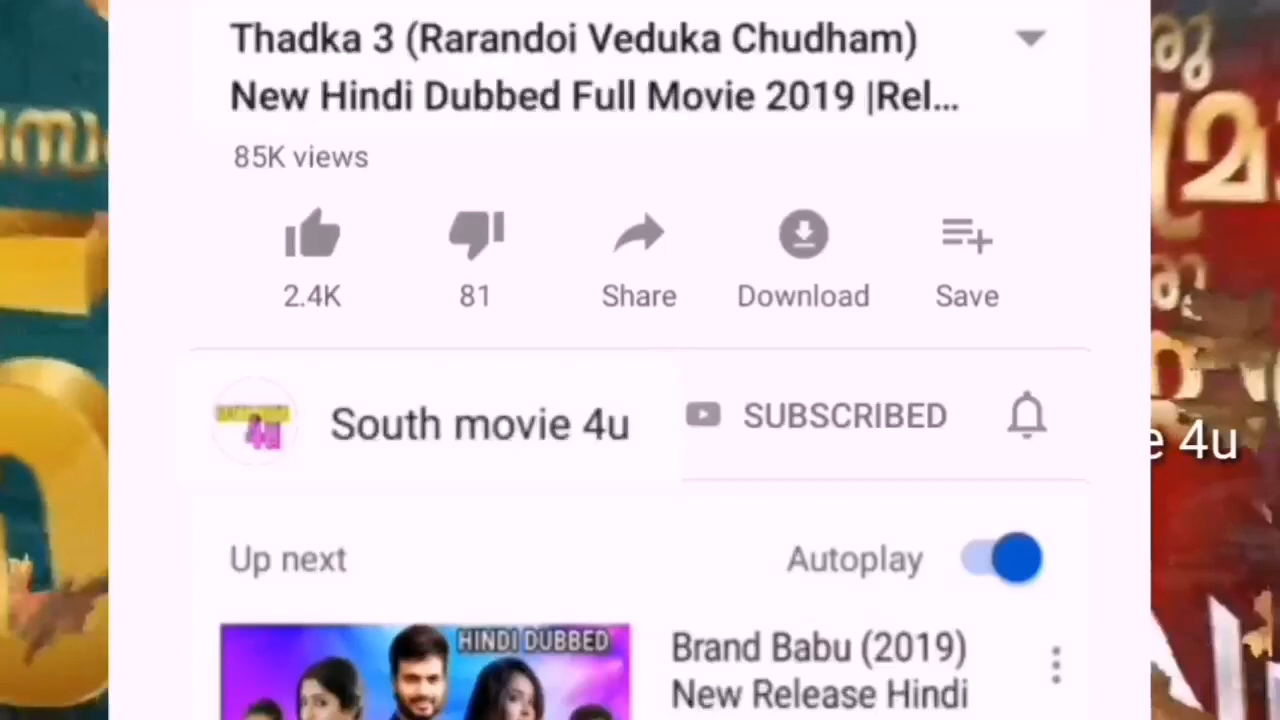 Thadka 3 (Rarandoi Veduka Chudham)
New Hindi Dubbed Full Movie 2019 |Rel...
85K views
2.4K
81
Share
Download
Save
4u
South movie 4u
SUBSCRIBED
e 4u
Up next
Autoplay
HINDI DUBBED
Brand Babu (2019)
New Release Hindi